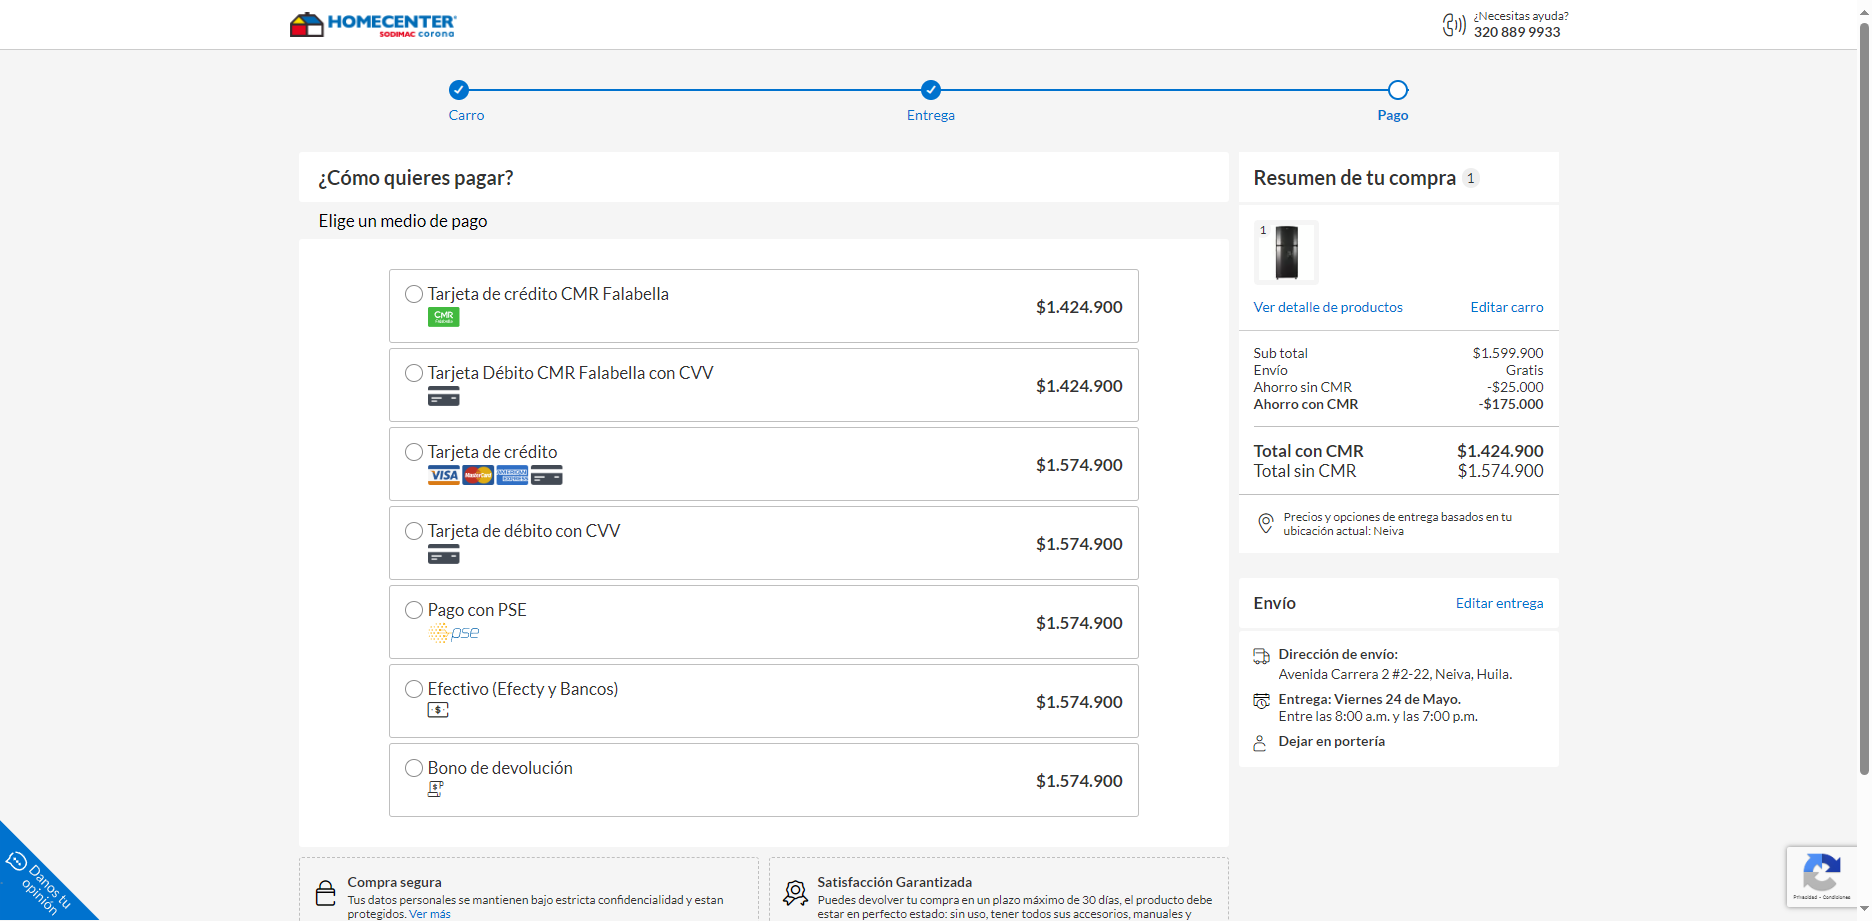 HOMECENTER
SODIMAC corona
¿Necesitas ayuda?
320 889 9933
Carro
Entrega
Pago
¿Cómo quieres pagar?
Elige un medio de pago
Tarjeta de crédito CMR Falabella
CMR
$1.424.900
Tarjeta Débito CMR Falabella con CVV
$1.424.900
Tarjeta de crédito
VISA MasterCard AMERICAN EXPRESS
$1.574.900
Tarjeta de débito con CVV
$1.574.900
Pago con PSE
pse
$1.574.900
Efectivo (Efecty y Bancos)
$1.574.900
Bono de devolución
$1.574.900
Compra segura
Tus datos personales se mantienen bajo estricta confidencialidad y estan
protegidos. Ver más
Satisfacción Garantizada
Puedes devolver tu compra en un plazo máximo de 30 días, el producto debe
estar en perfecto estado: sin uso, tener todos sus accesorios, manuales y
Resumen de tu compra 1
1
Ver detalle de productos Editar carro
Sub total $1.599.900
Envío Gratis
Ahorro sin CMR -$25.000
Ahorro con CMR -$175.000
Total con CMR $1.424.900
Total sin CMR $1.574.900
Precios y opciones de entrega basados en tu
ubicación actual: Neiva
Envío Editar entrega
Dirección de envío:
Avenida Carrera 2 #2-22, Neiva, Huila.
Entrega: Viernes 24 de Mayo.
Entre las 8:00 a.m. y las 7:00 p.m.
Dejar en portería
Danos tu
opinión
Privacidad - Condiciones